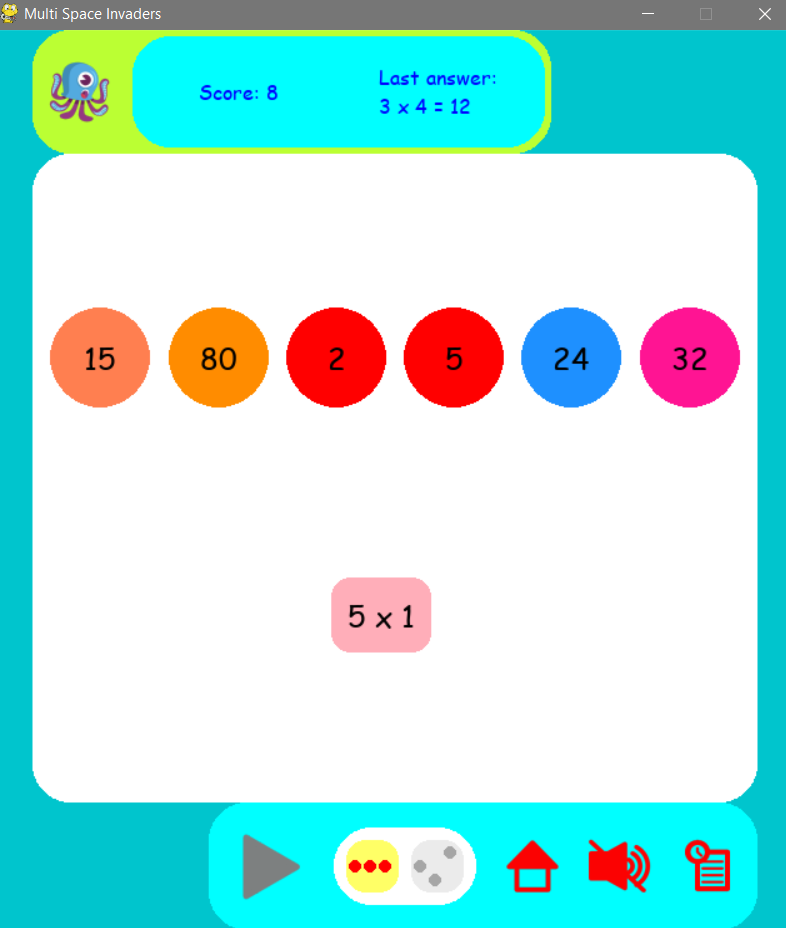 Multi Space Invaders
Score: 8
Last answer:
3 x 4 = 12
15 80 2 5 24 32
5 x 1